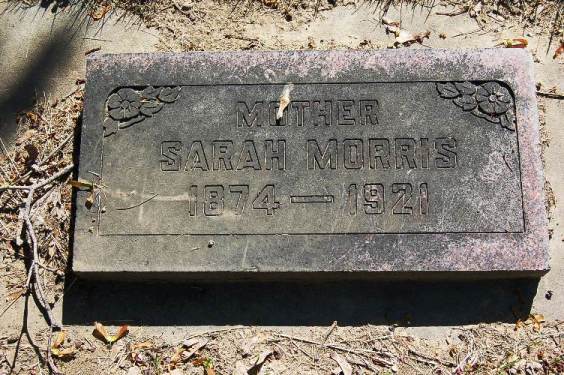 MOTHER
SARAH MORRIS
1874 — 1921